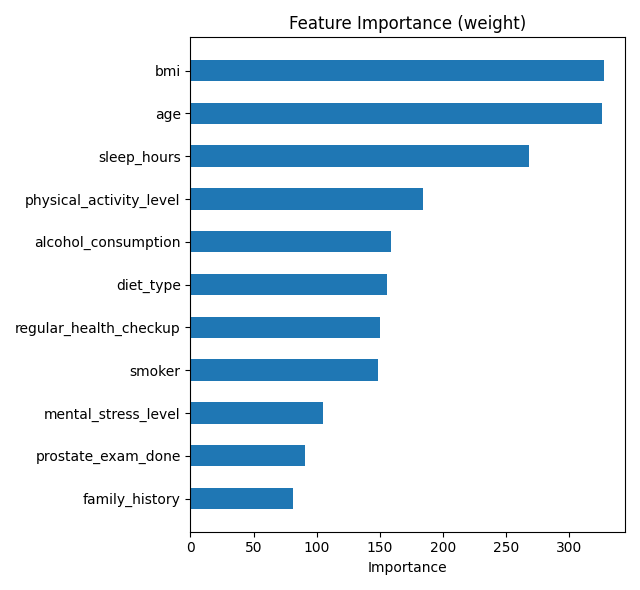 Feature Importance (weight)
bmi
age
sleep_hours
physical_activity_level
alcohol_consumption
diet_type
regular_health_checkup
smoker
mental_stress_level
prostate_exam_done
family_history
0 50 100 150 200 250 300
Importance